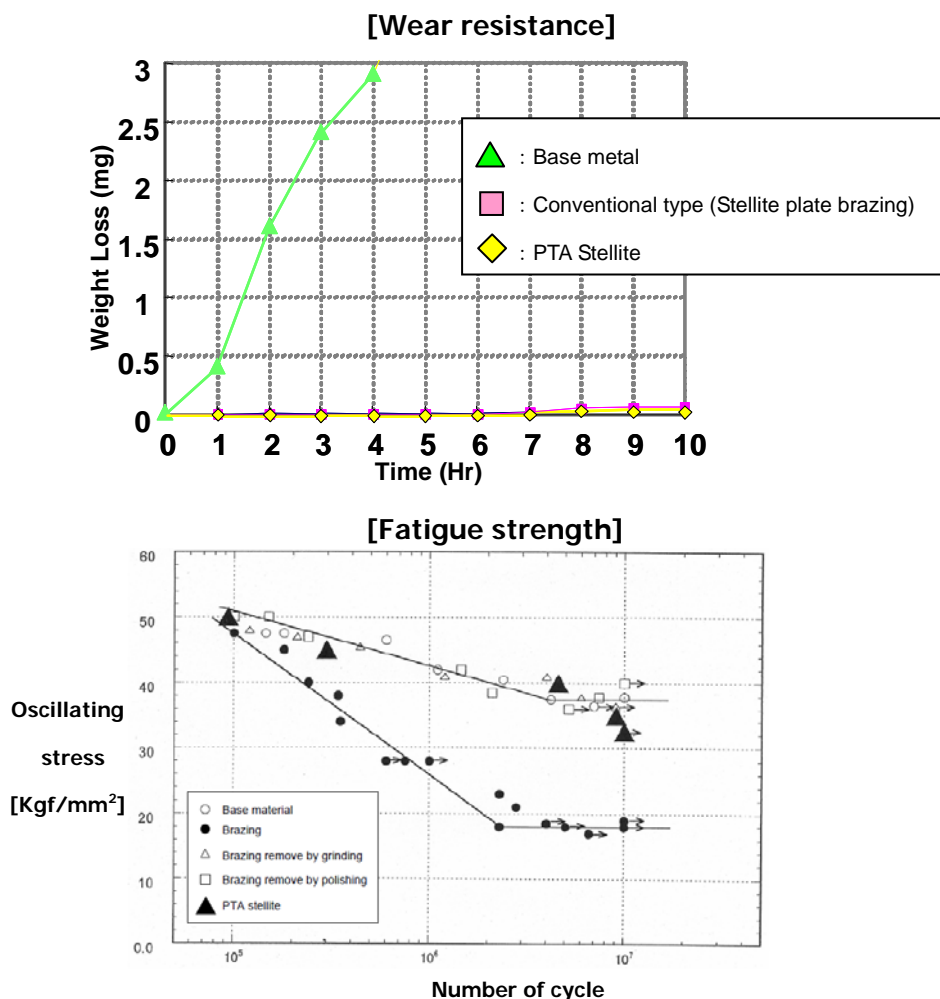 [Wear resistance]
3
2.5
2
1.5
1
0.5
0
Weight Loss (mg)
0 1 2 3 4 5 6 7 8 9 10
Time (Hr)
: Base metal
: Conventional type (Stellite plate brazing)
: PTA Stellite
[Fatigue strength]
60
50
40
30
20
10
0.0
Oscillating
stress
[Kgf/mm²]
Base material
Brazing
Brazing remove by grinding
Brazing remove by polishing
PTA stellite
10⁵ 10⁶ 10⁷
Number of cycle